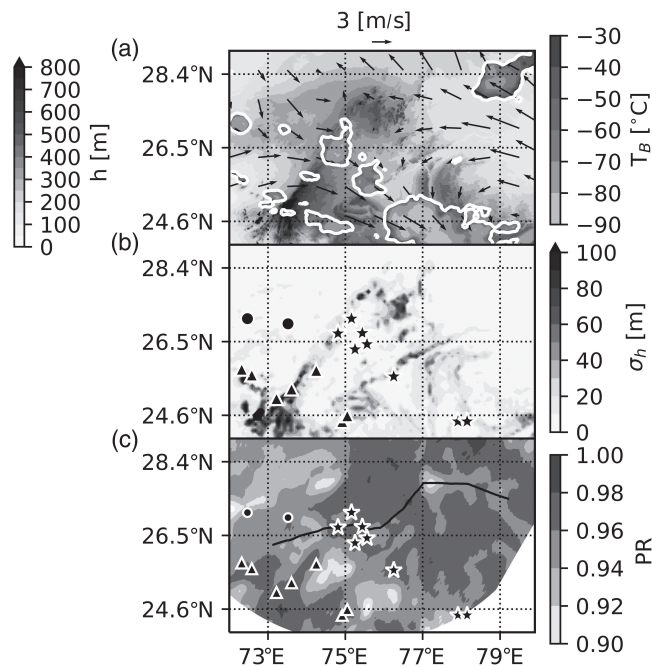 3 [m/s]
(a)
800
700
600
500
400
300
200
100
0
h [m]
28.4°N
26.5°N
24.6°N
−30
−40
−50
−60
−70
−80
−90
T_B [°C]
(b)
28.4°N
26.5°N
24.6°N
100
80
60
40
20
0
σ_h [m]
(c)
28.4°N
26.5°N
24.6°N
1.00
0.98
0.96
0.94
0.92
0.90
PR
73°E 75°E 77°E 79°E